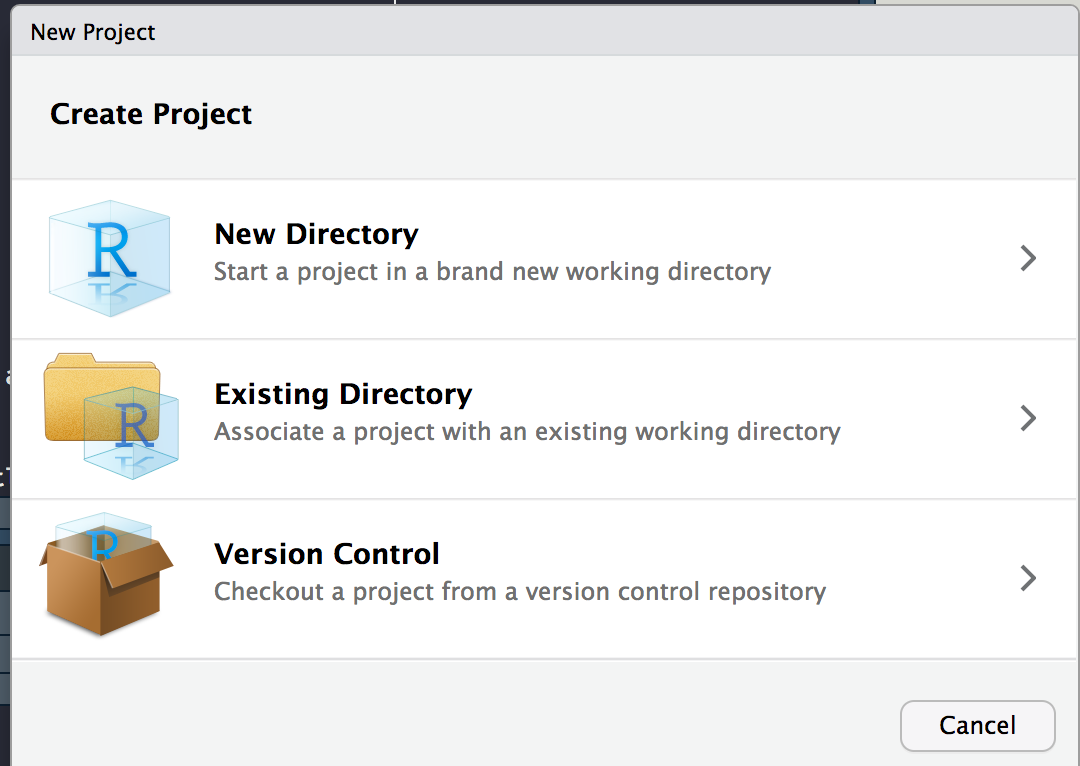 New Project
Create Project
R
New Directory
Start a project in a brand new working directory
R
Existing Directory
Associate a project with an existing working directory
R
Version Control
Checkout a project from a version control repository
Cancel